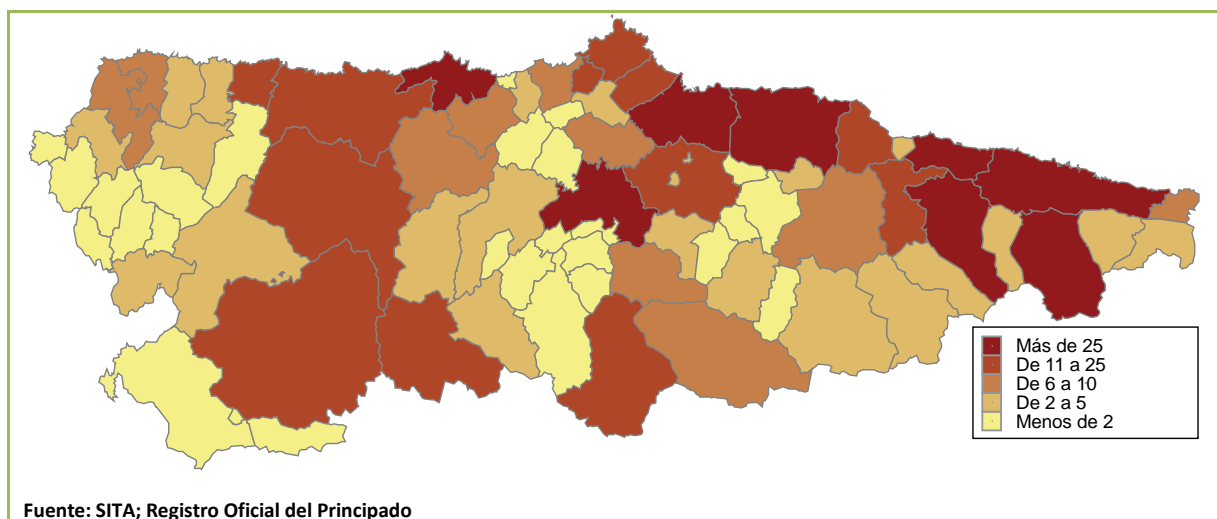 Más de 25
De 11 a 25
De 6 a 10
De 2 a 5
Menos de 2
Fuente: SITA; Registro Oficial del Principado